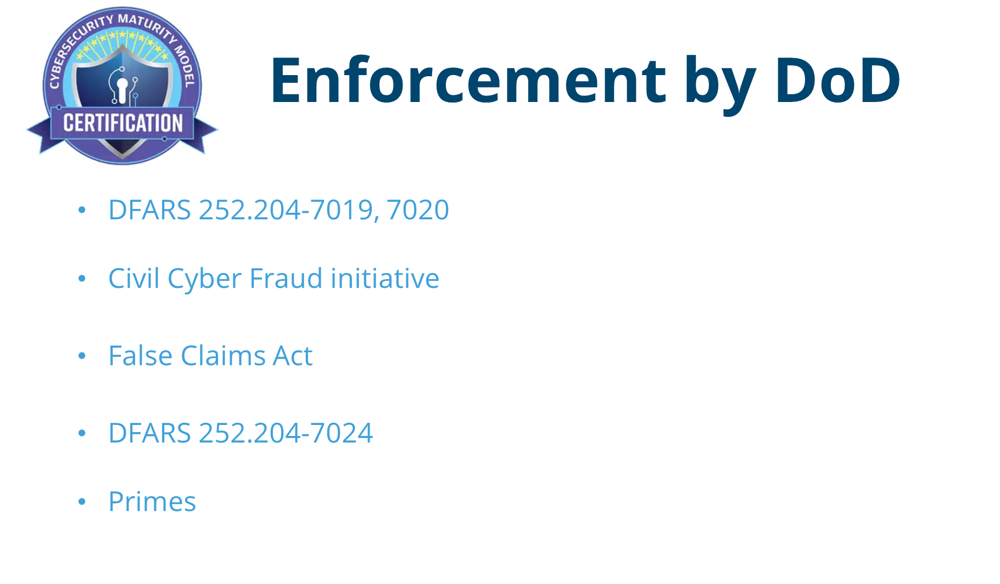 CYBERSECURITY MATURITY MODEL
CERTIFICATION
Enforcement by DoD
• DFARS 252.204-7019, 7020
• Civil Cyber Fraud initiative
• False Claims Act
• DFARS 252.204-7024
• Primes